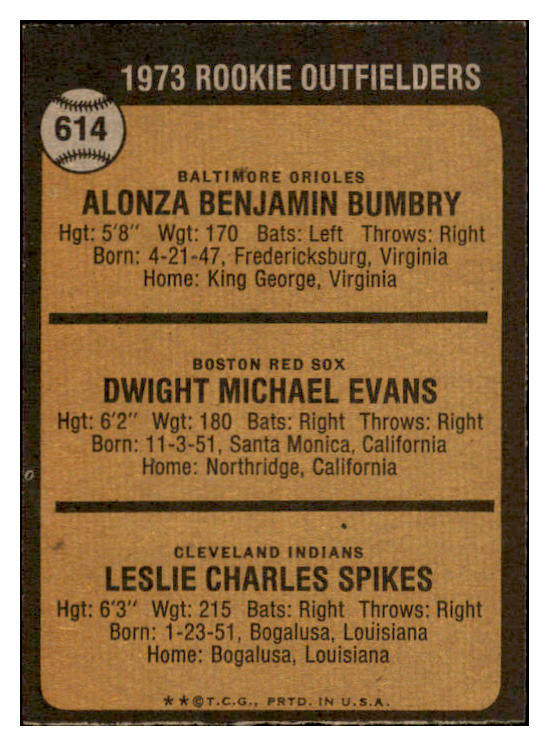 1973 ROOKIE OUTFIELDERS
614
BALTIMORE ORIOLES
ALONZA BENJAMIN BUMBRY
Hgt: 5'8" Wgt: 170 Bats: Left Throws: Right
Born: 4-21-47, Fredericksburg, Virginia
Home: King George, Virginia
BOSTON RED SOX
DWIGHT MICHAEL EVANS
Hgt: 6'2" Wgt: 180 Bats: Right Throws: Right
Born: 11-3-51, Santa Monica, California
Home: Northridge, California
CLEVELAND INDIANS
LESLIE CHARLES SPIKES
Hgt: 6'3" Wgt: 215 Bats: Right Throws: Right
Born: 1-23-51, Bogalusa, Louisiana
Home: Bogalusa, Louisiana
**©T.C.G., PRTD. IN U.S.A.